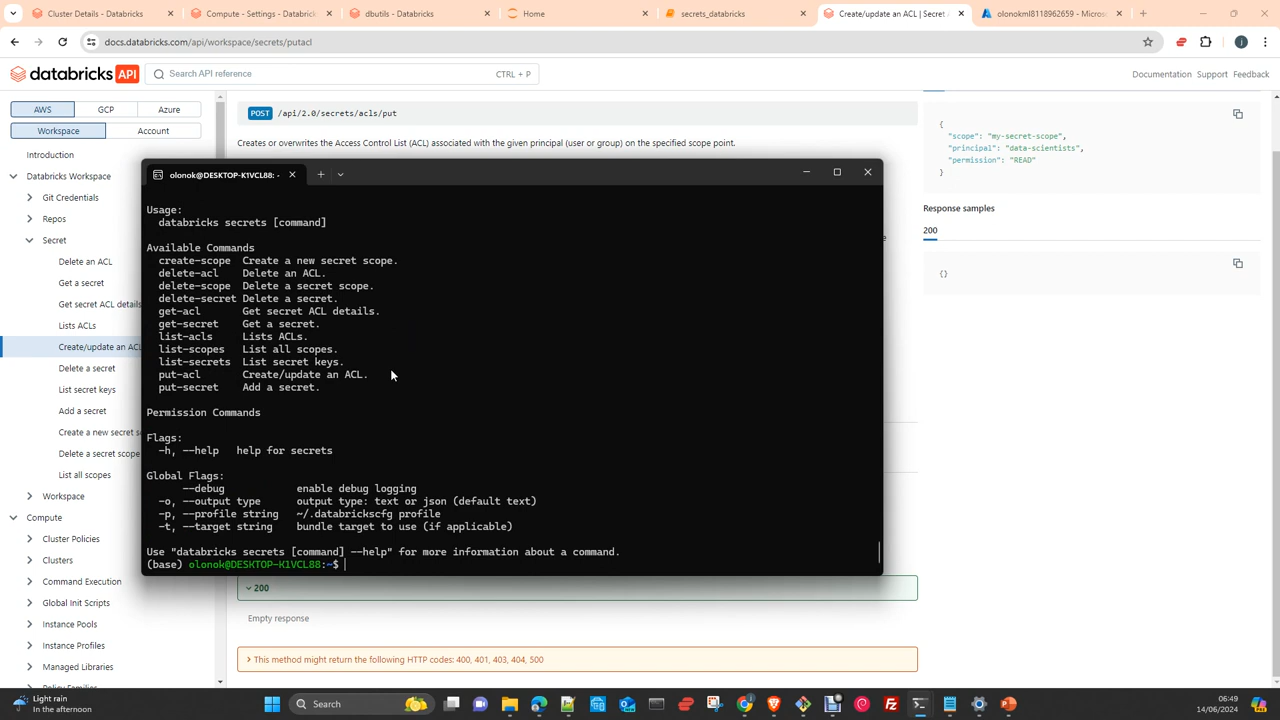 Cluster Details - Databricks
Compute - Settings - Databricks
dbutils - Databricks
Home
secrets_databricks
Create/update an ACL | Secret
olonokml8118962659 - Microsoft
docs.databricks.com/api/workspace/secrets/putacl
databricks API
Search API reference
CTRL + P
Documentation
Support
Feedback
AWS
GCP
Azure
Workspace
Account
Introduction
Databricks Workspace
Git Credentials
Repos
Secret
Delete an ACL
Get a secret
Get secret ACL details
Lists ACLs
Create/update an ACL
Delete a secret
List secret keys
Add a secret
Create a new secret s
Delete a secret scope
List all scopes
Workspace
Compute
Cluster Policies
Clusters
Command Execution
Global Init Scripts
Instance Pools
Instance Profiles
Managed Libraries
Policy Families
POST /api/2.0/secrets/acls/put
Creates or overwrites the Access Control List (ACL) associated with the given principal (user or group) on the specified scope point.
olonok@DESKTOP-K1VCL88: -
Usage:
databricks secrets [command]
Available Commands
create-scope Create a new secret scope.
delete-acl Delete an ACL.
delete-scope Delete a secret scope.
delete-secret Delete a secret.
get-acl Get secret ACL details.
get-secret Get a secret.
list-acls Lists ACLs.
list-scopes List all scopes.
list-secrets List secret keys.
put-acl Create/update an ACL.
put-secret Add a secret.
Permission Commands
Flags:
-h, --help help for secrets
Global Flags:
--debug enable debug logging
-o, --output type output type: text or json (default text)
-p, --profile string ~/.databrickscfg profile
-t, --target string bundle target to use (if applicable)
Use "databricks secrets [command] --help" for more information about a command.
(base) olonok@DESKTOP-K1VCL88:~$
200
Empty response
This method might return the following HTTP codes: 400, 401, 403, 404, 500
{
"scope": "my-secret-scope",
"principal": "data-scientists",
"permission": "READ"
}
Response samples
200
{}
Light rain
In the afternoon
Search
06:49
14/06/2024